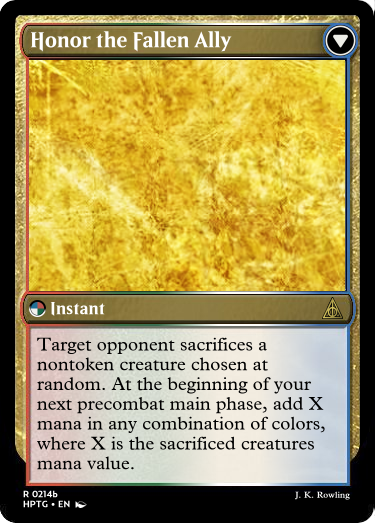 Honor the Fallen Ally
Instant
Target opponent sacrifices a
nontoken creature chosen at
random. At the beginning of your
next precombat main phase, add X
mana in any combination of colors,
where X is the sacrificed creatures
mana value.
R 0214b
HPTG • EN J. K. Rowling